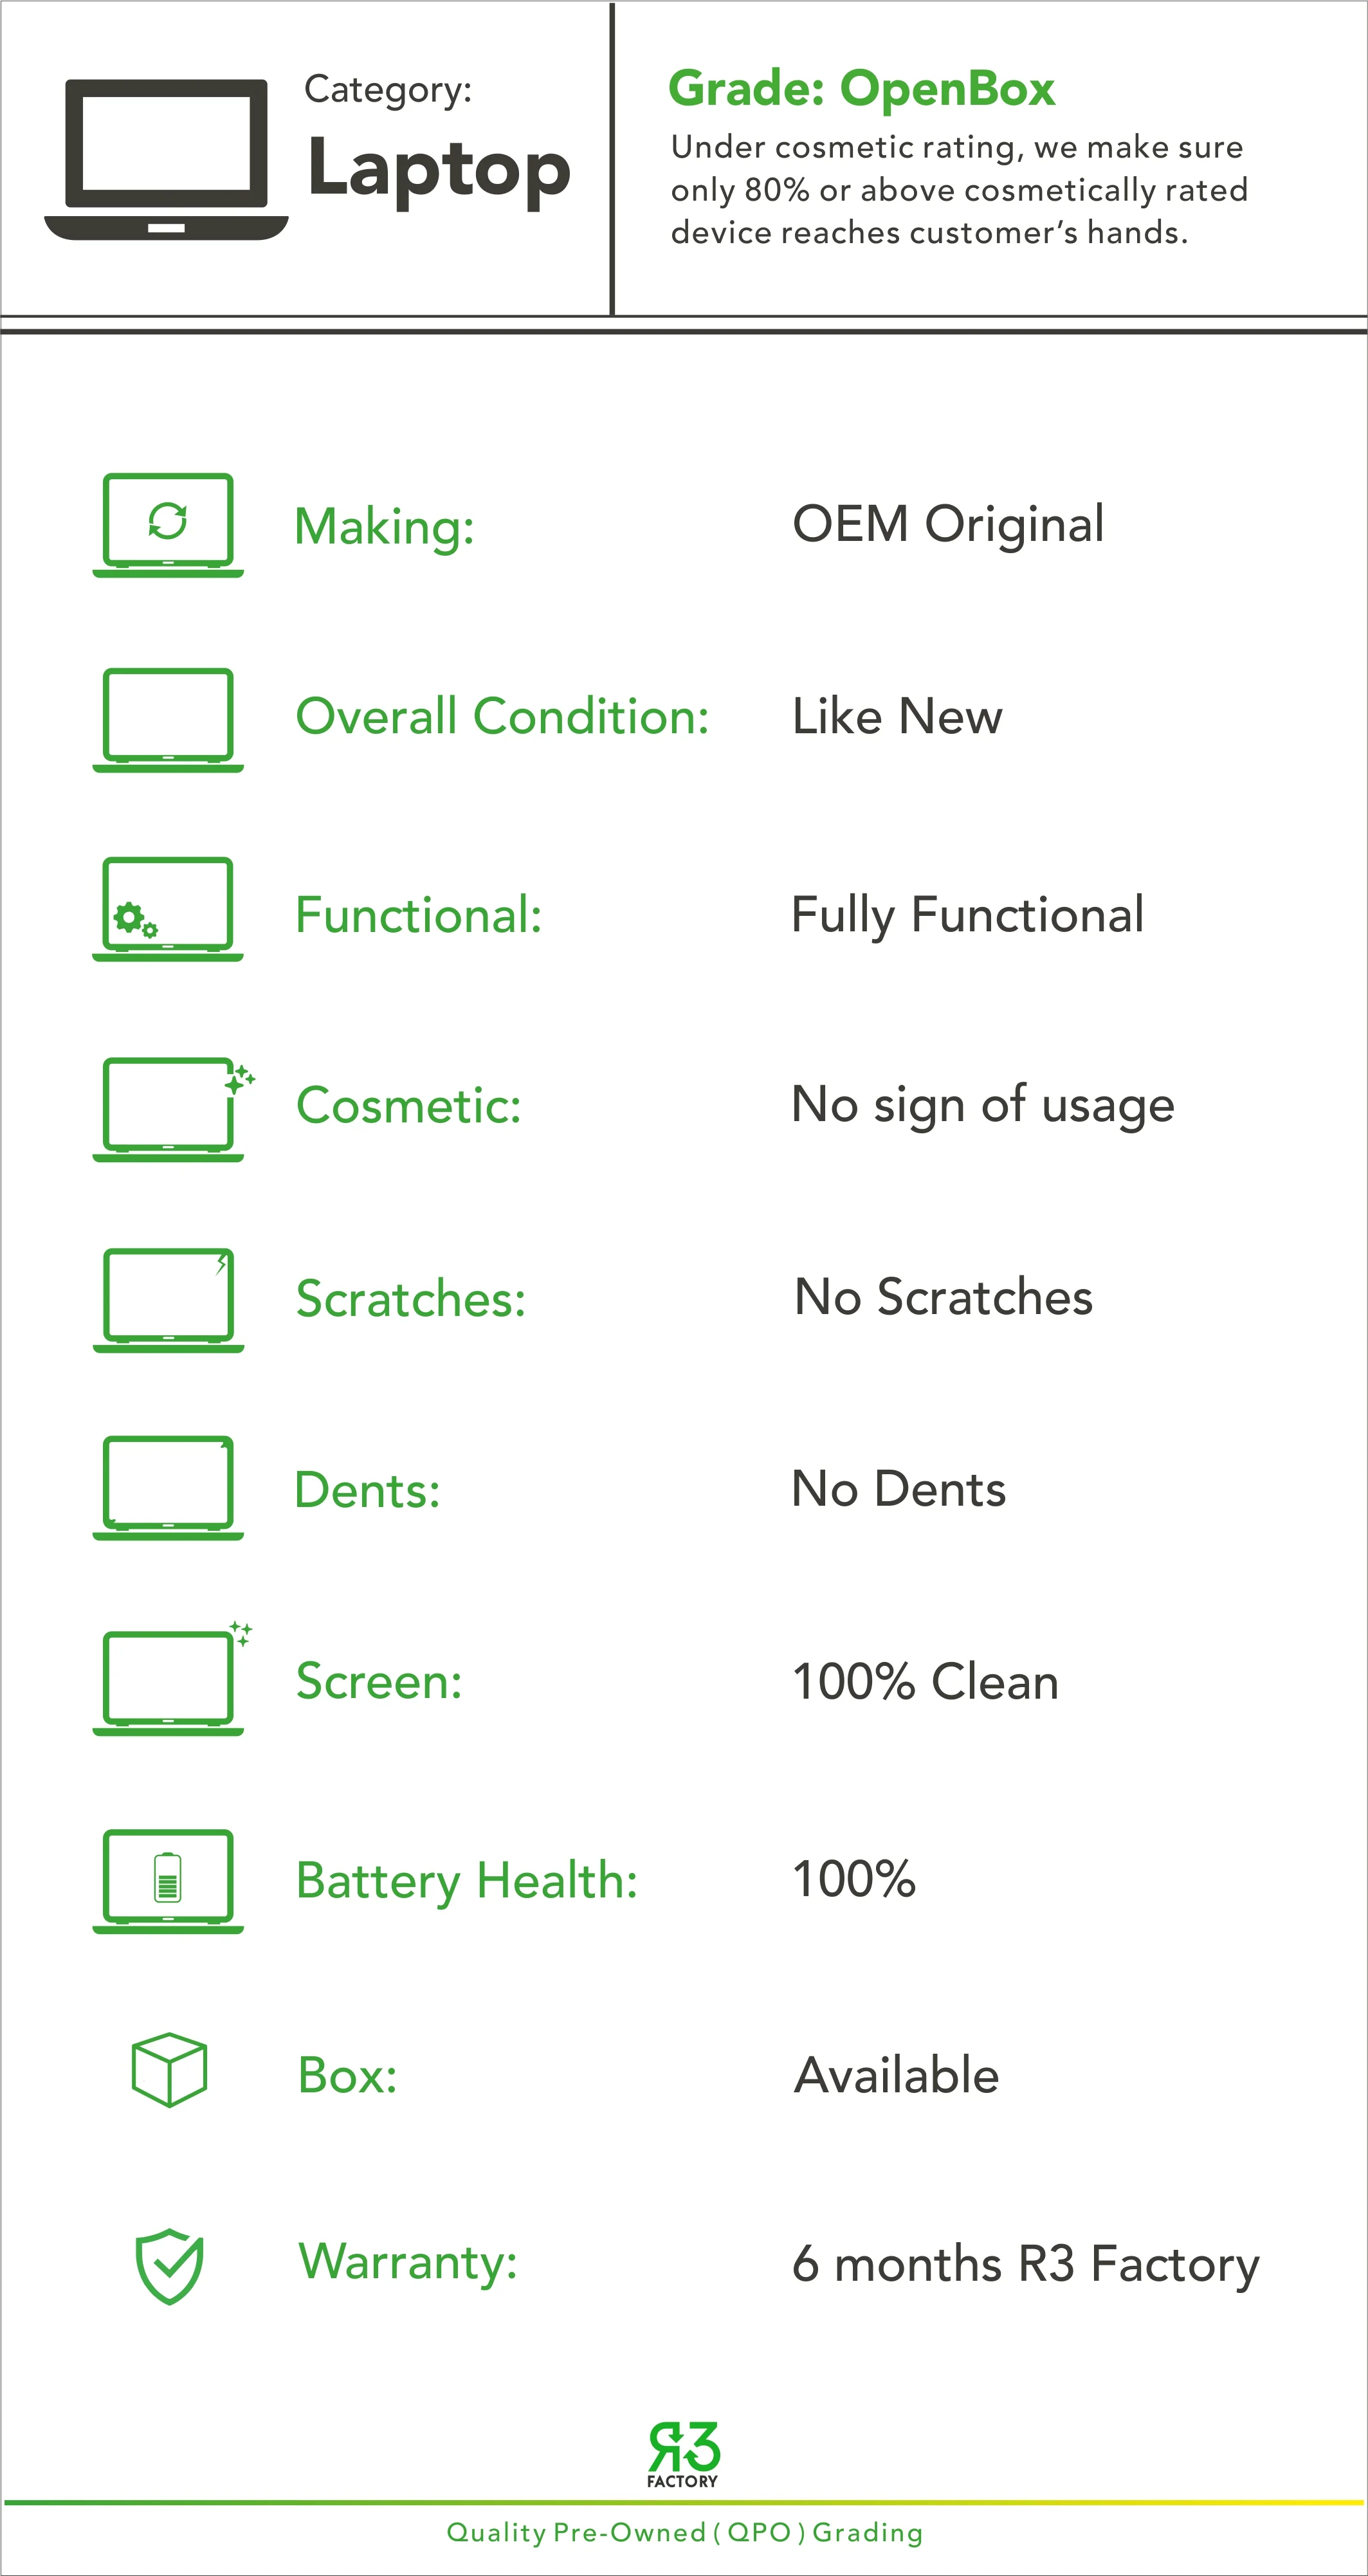 Category:
Laptop
Grade: OpenBox
Under cosmetic rating, we make sure
only 80% or above cosmetically rated
device reaches customer’s hands.
Making: OEM Original
Overall Condition: Like New
Functional: Fully Functional
Cosmetic: No sign of usage
Scratches: No Scratches
Dents: No Dents
Screen: 100% Clean
Battery Health: 100%
Box: Available
Warranty: 6 months R3 Factory
R3
FACTORY
Quality Pre-Owned ( QPO ) Grading